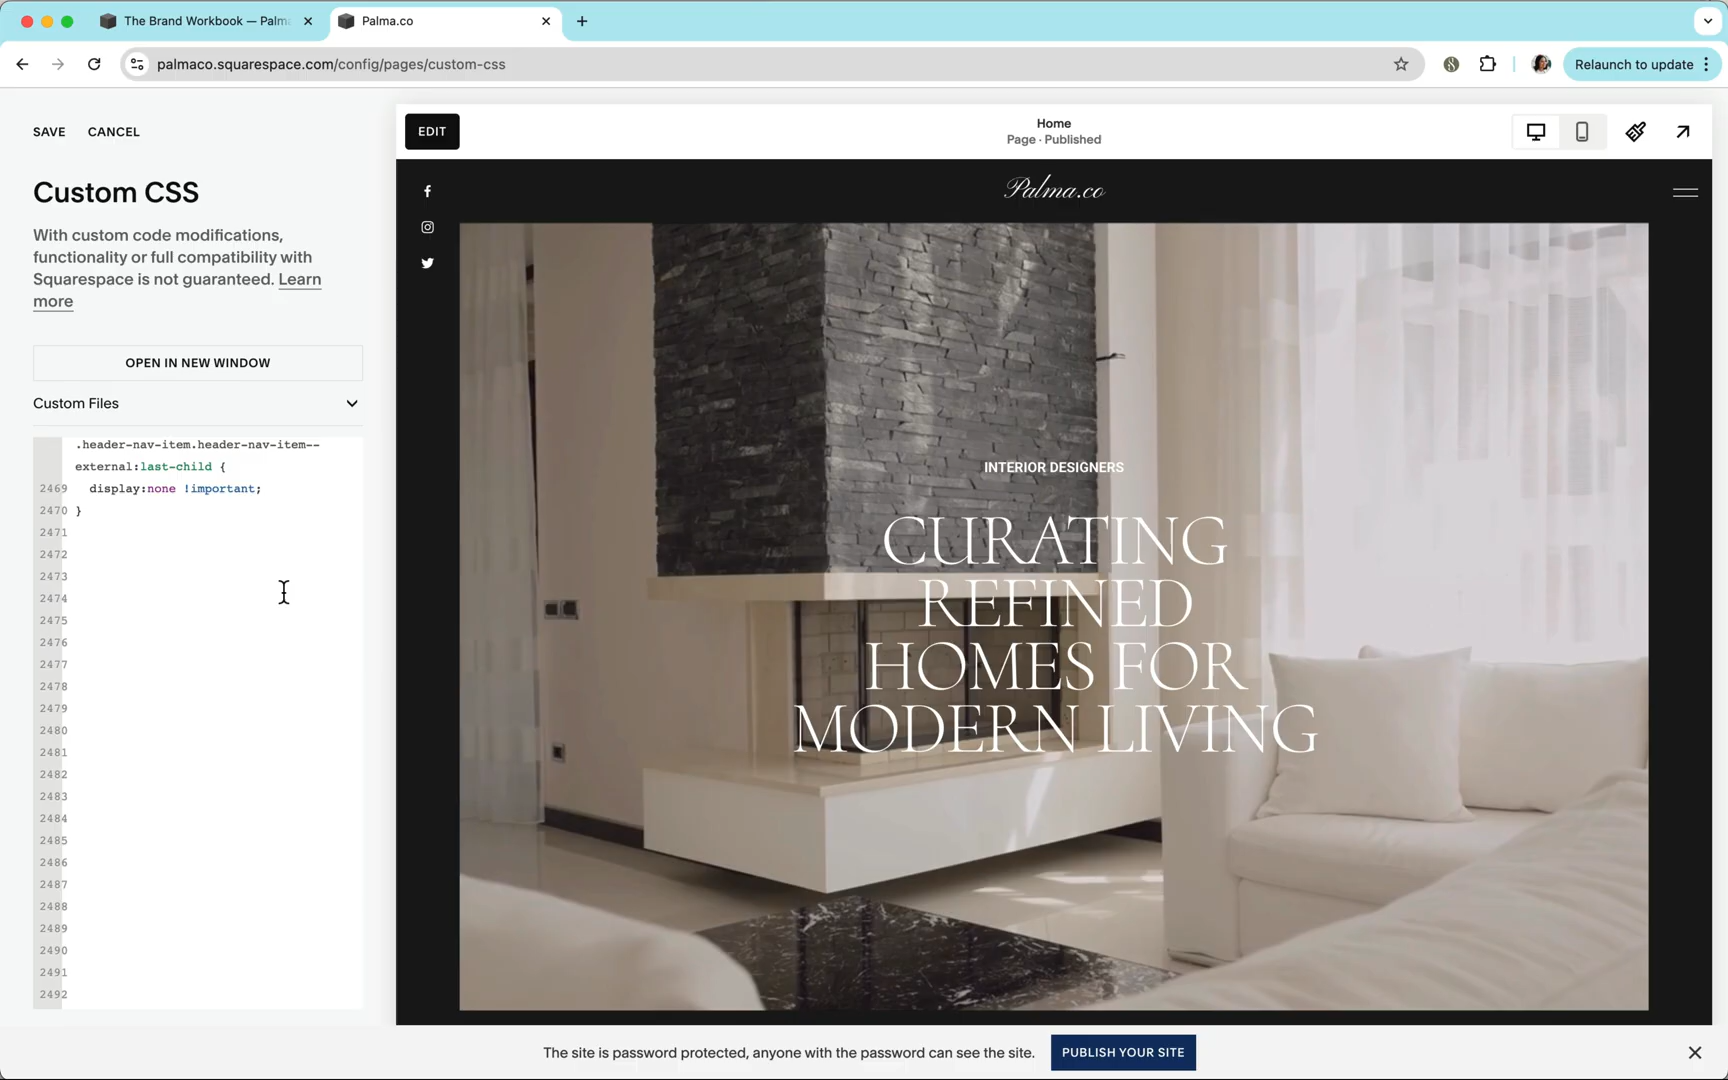 The Brand Workbook — Palm
Palma.co
palmaco.squarespace.com/config/pages/custom-css
Relaunch to update
SAVE
CANCEL
Custom CSS
With custom code modifications,
functionality or full compatibility with
Squarespace is not guaranteed. Learn
more
OPEN IN NEW WINDOW
Custom Files
.header-nav-item.header-nav-item--
external:last-child {
2469 display:none !important;
2470 }
2471
2472
2473
2474
2475
2476
2477
2478
2479
2480
2481
2482
2483
2484
2485
2486
2487
2488
2489
2490
2491
2492
EDIT
Home
Page · Published
Palma.co
INTERIOR DESIGNERS
CURATING
REFINED
HOMES FOR
MODERN LIVING
The site is password protected, anyone with the password can see the site.
PUBLISH YOUR SITE